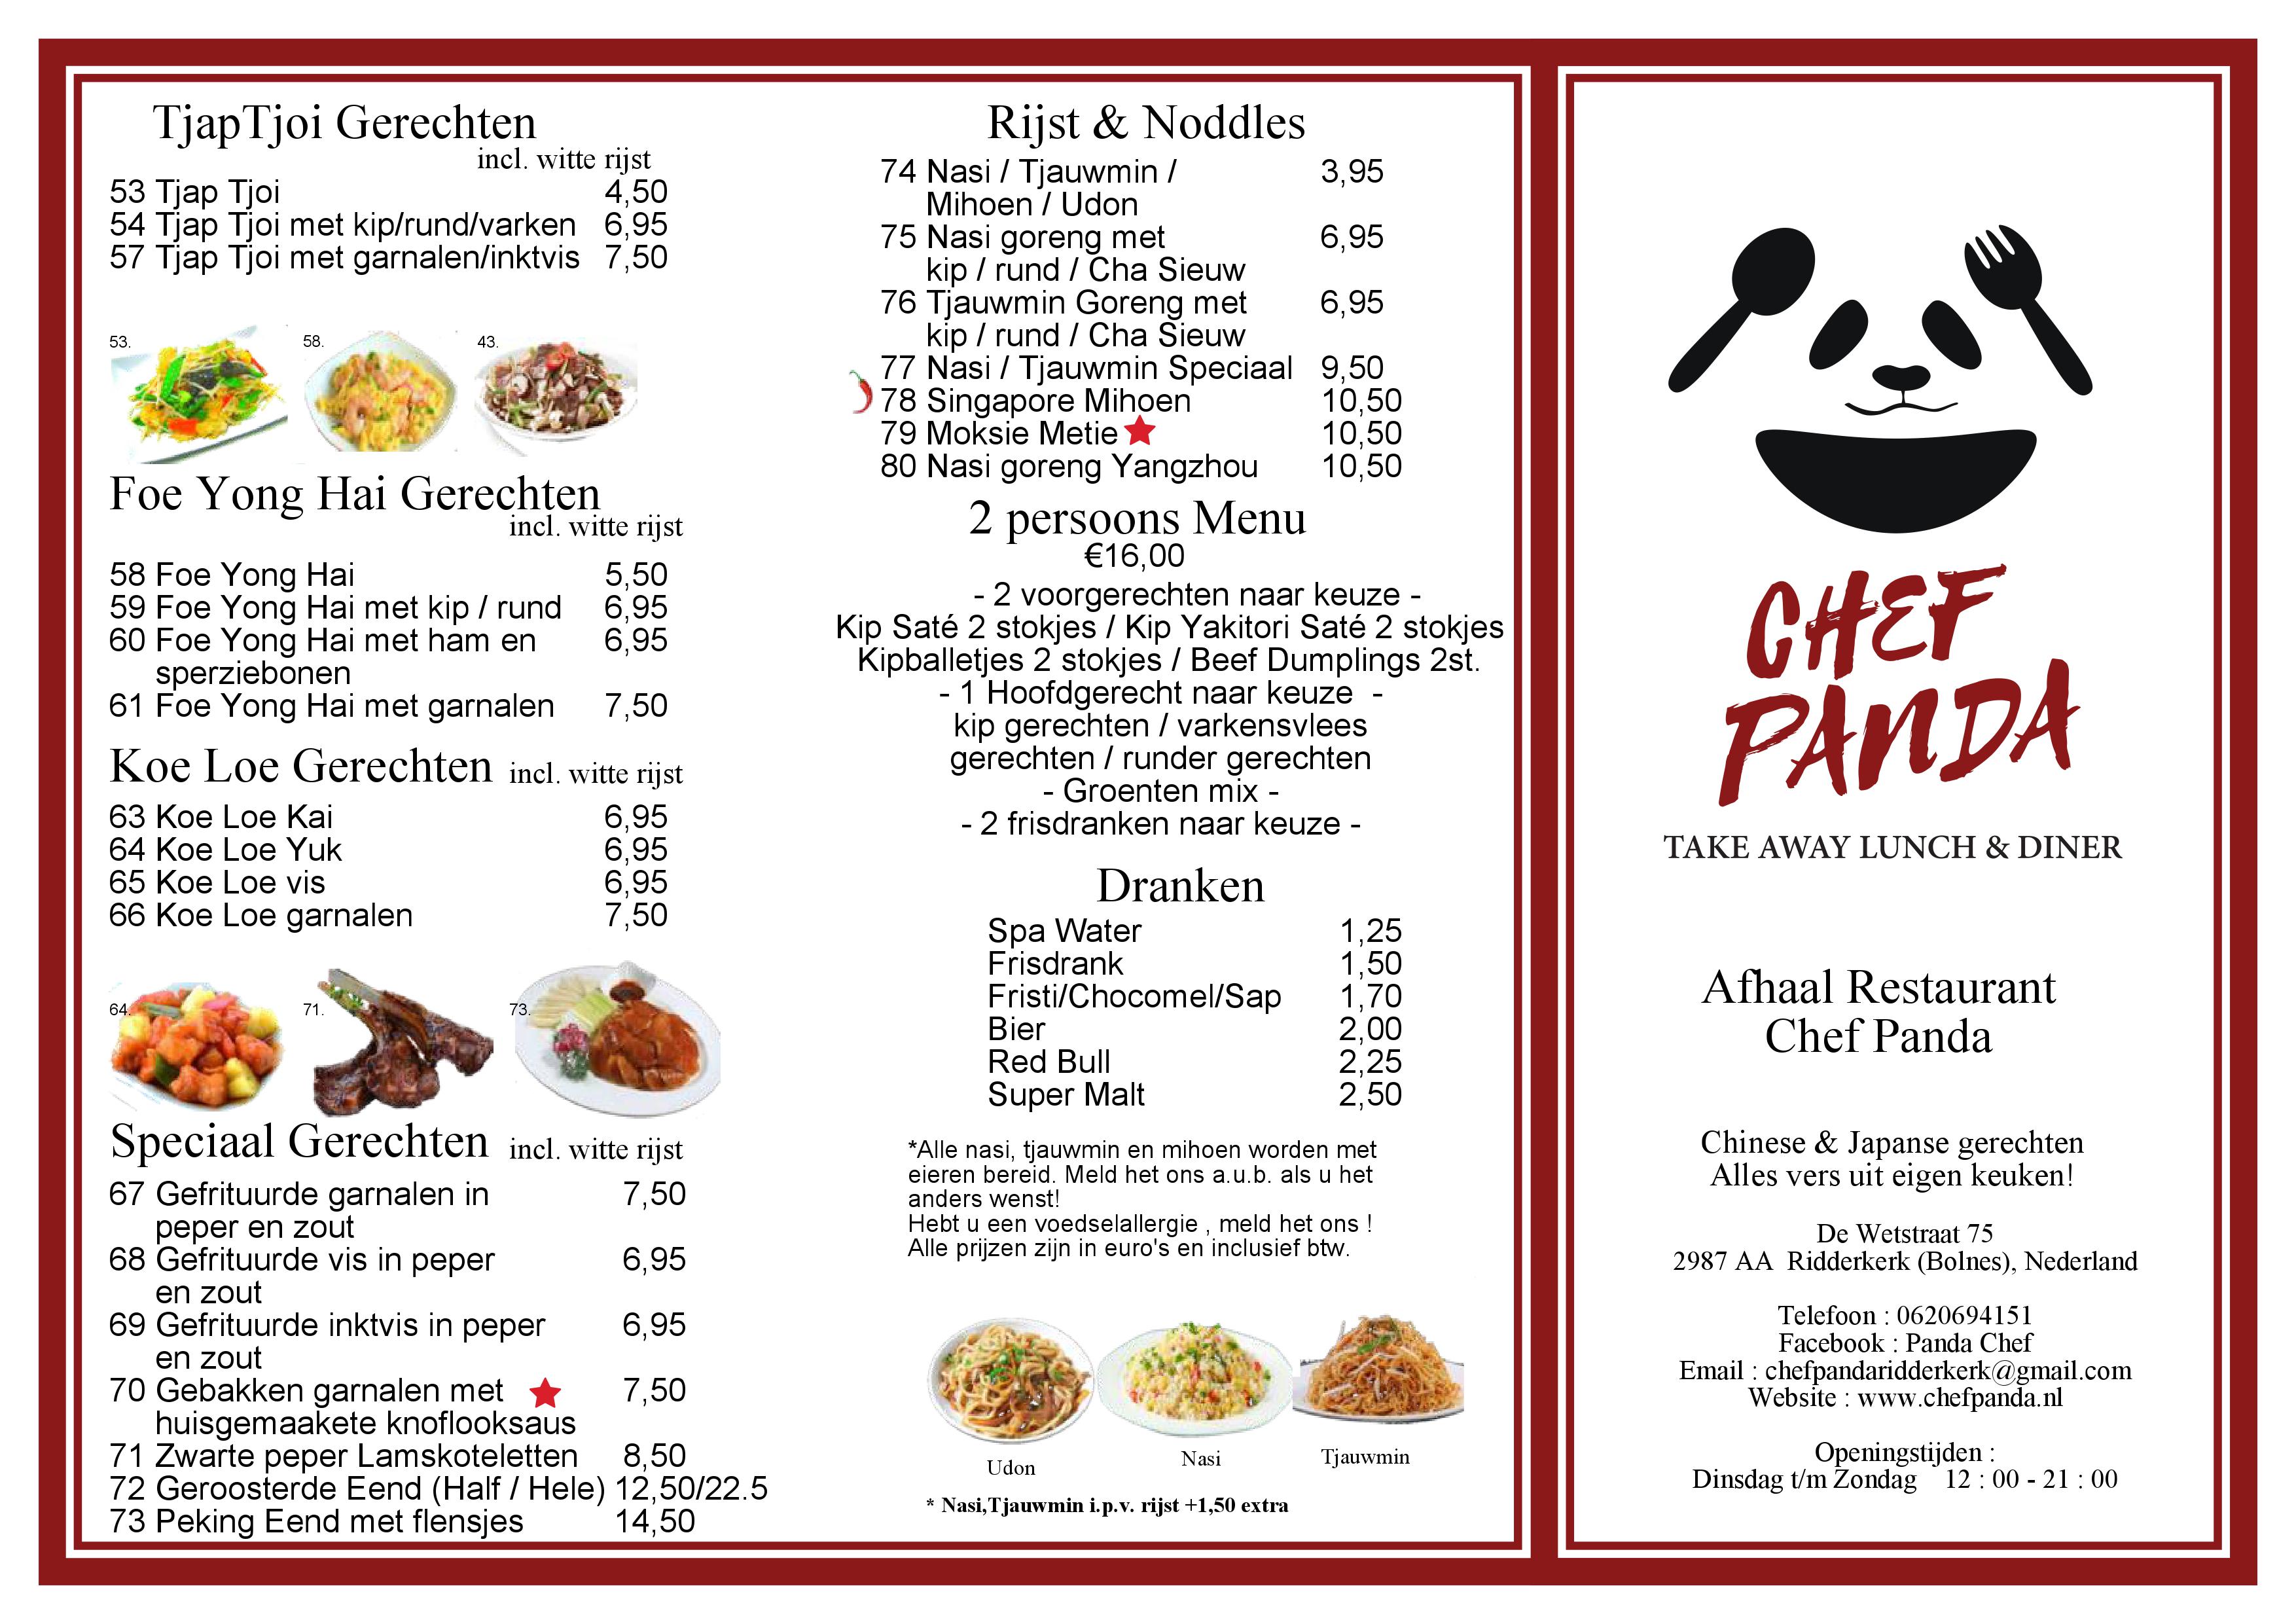 TjapTjoi Gerechten
incl. witte rijst
53 Tjap Tjoi 4,50
54 Tjap Tjoi met kip/rund/varken 6,95
57 Tjap Tjoi met garnalen/inktvis 7,50
53. 58. 43.
Foe Yong Hai Gerechten
incl. witte rijst
58 Foe Yong Hai 5,50
59 Foe Yong Hai met kip / rund 6,95
60 Foe Yong Hai met ham en 6,95
sperziebonen
61 Foe Yong Hai met garnalen 7,50
Koe Loe Gerechten incl. witte rijst
63 Koe Loe Kai 6,95
64 Koe Loe Yuk 6,95
65 Koe Loe vis 6,95
66 Koe Loe garnalen 7,50
64. 71. 73.
Speciaal Gerechten incl. witte rijst
67 Gefrituurde garnalen in 7,50
peper en zout
68 Gefrituurde vis in peper 6,95
en zout
69 Gefrituurde inktvis in peper 6,95
en zout
70 Gebakken garnalen met 7,50
huisgemaakete knoflooksaus
71 Zwarte peper Lamskoteletten 8,50
72 Geroosterde Eend (Half / Hele) 12,50/22.5
73 Peking Eend met flensjes 14,50
Rijst & Noddles
74 Nasi / Tjauwmin / 3,95
Mihoen / Udon
75 Nasi goreng met 6,95
kip / rund / Cha Sieuw
76 Tjauwmin Goreng met 6,95
kip / rund / Cha Sieuw
77 Nasi / Tjauwmin Speciaal 9,50
78 Singapore Mihoen 10,50
79 Moksie Metie 10,50
80 Nasi goreng Yangzhou 10,50
2 persoons Menu
€16,00
- 2 voorgerechten naar keuze -
Kip Saté 2 stokjes / Kip Yakitori Saté 2 stokjes
Kipballetjes 2 stokjes / Beef Dumplings 2st.
- 1 Hoofdgerecht naar keuze -
kip gerechten / varkensvlees
gerechten / runder gerechten
- Groenten mix -
- 2 frisdranken naar keuze -
Dranken
Spa Water 1,25
Frisdrank 1,50
Fristi/Chocomel/Sap 1,70
Bier 2,00
Red Bull 2,25
Super Malt 2,50
*Alle nasi, tjauwmin en mihoen worden met
eieren bereid. Meld het ons a.u.b. als u het
anders wenst!
Hebt u een voedselallergie , meld het ons !
Alle prijzen zijn in euro's en inclusief btw.
Udon Nasi Tjauwmin
* Nasi,Tjauwmin i.p.v. rijst +1,50 extra
CHEF
PANDA
TAKE AWAY LUNCH & DINER
Afhaal Restaurant
Chef Panda
Chinese & Japanse gerechten
Alles vers uit eigen keuken!
De Wetstraat 75
2987 AA Ridderkerk (Bolnes), Nederland
Telefoon : 0620694151
Facebook : Panda Chef
Email : chefpandaridderkerk@gmail.com
Website : www.chefpanda.nl
Openingstijden :
Dinsdag t/m Zondag 12 : 00 - 21 : 00